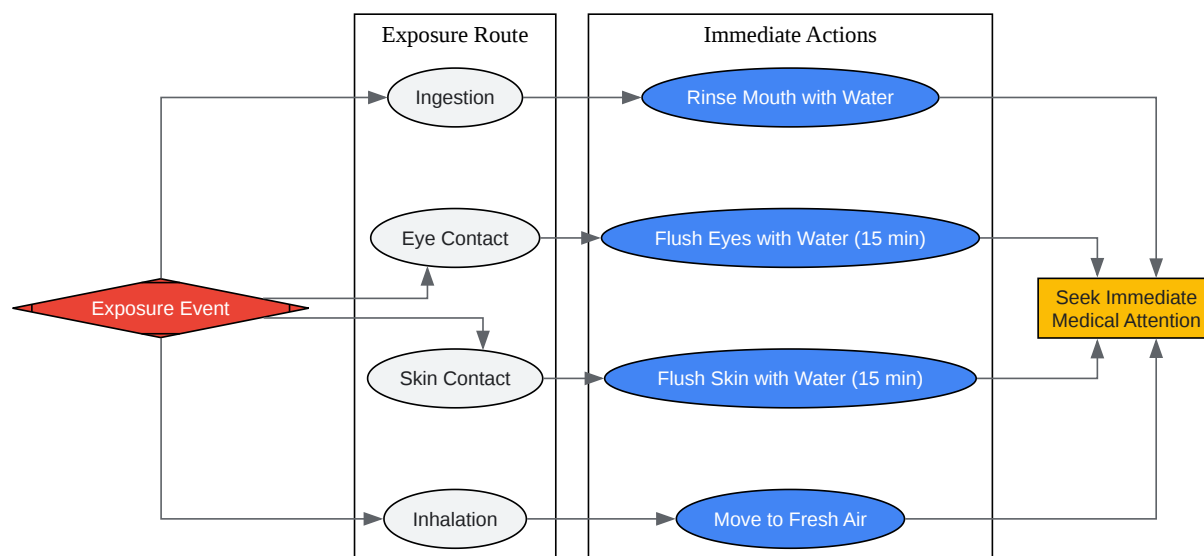 Exposure Route
Immediate Actions
Ingestion
Rinse Mouth with Water
Eye Contact
Flush Eyes with Water (15 min)
Exposure Event
Seek Immediate
Medical Attention
Skin Contact
Flush Skin with Water (15 min)
Inhalation
Move to Fresh Air